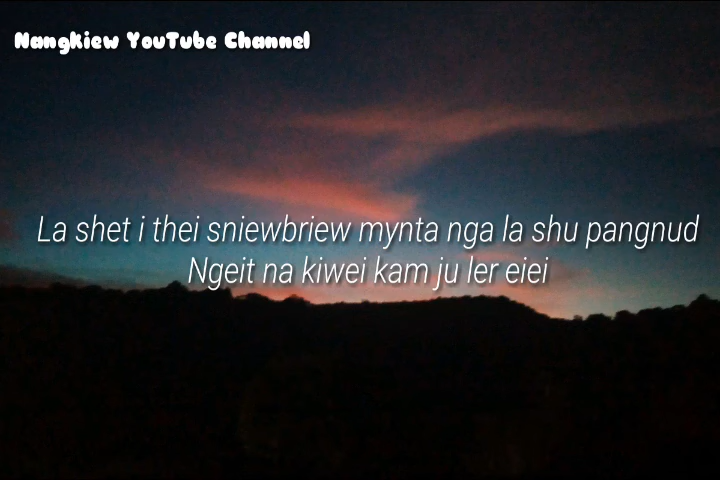 Nangkiew YouTube Channel
La shet i thei sniewbriew mynta nga la shu pangnud
Ngeit na kiwei kam ju ler eiei